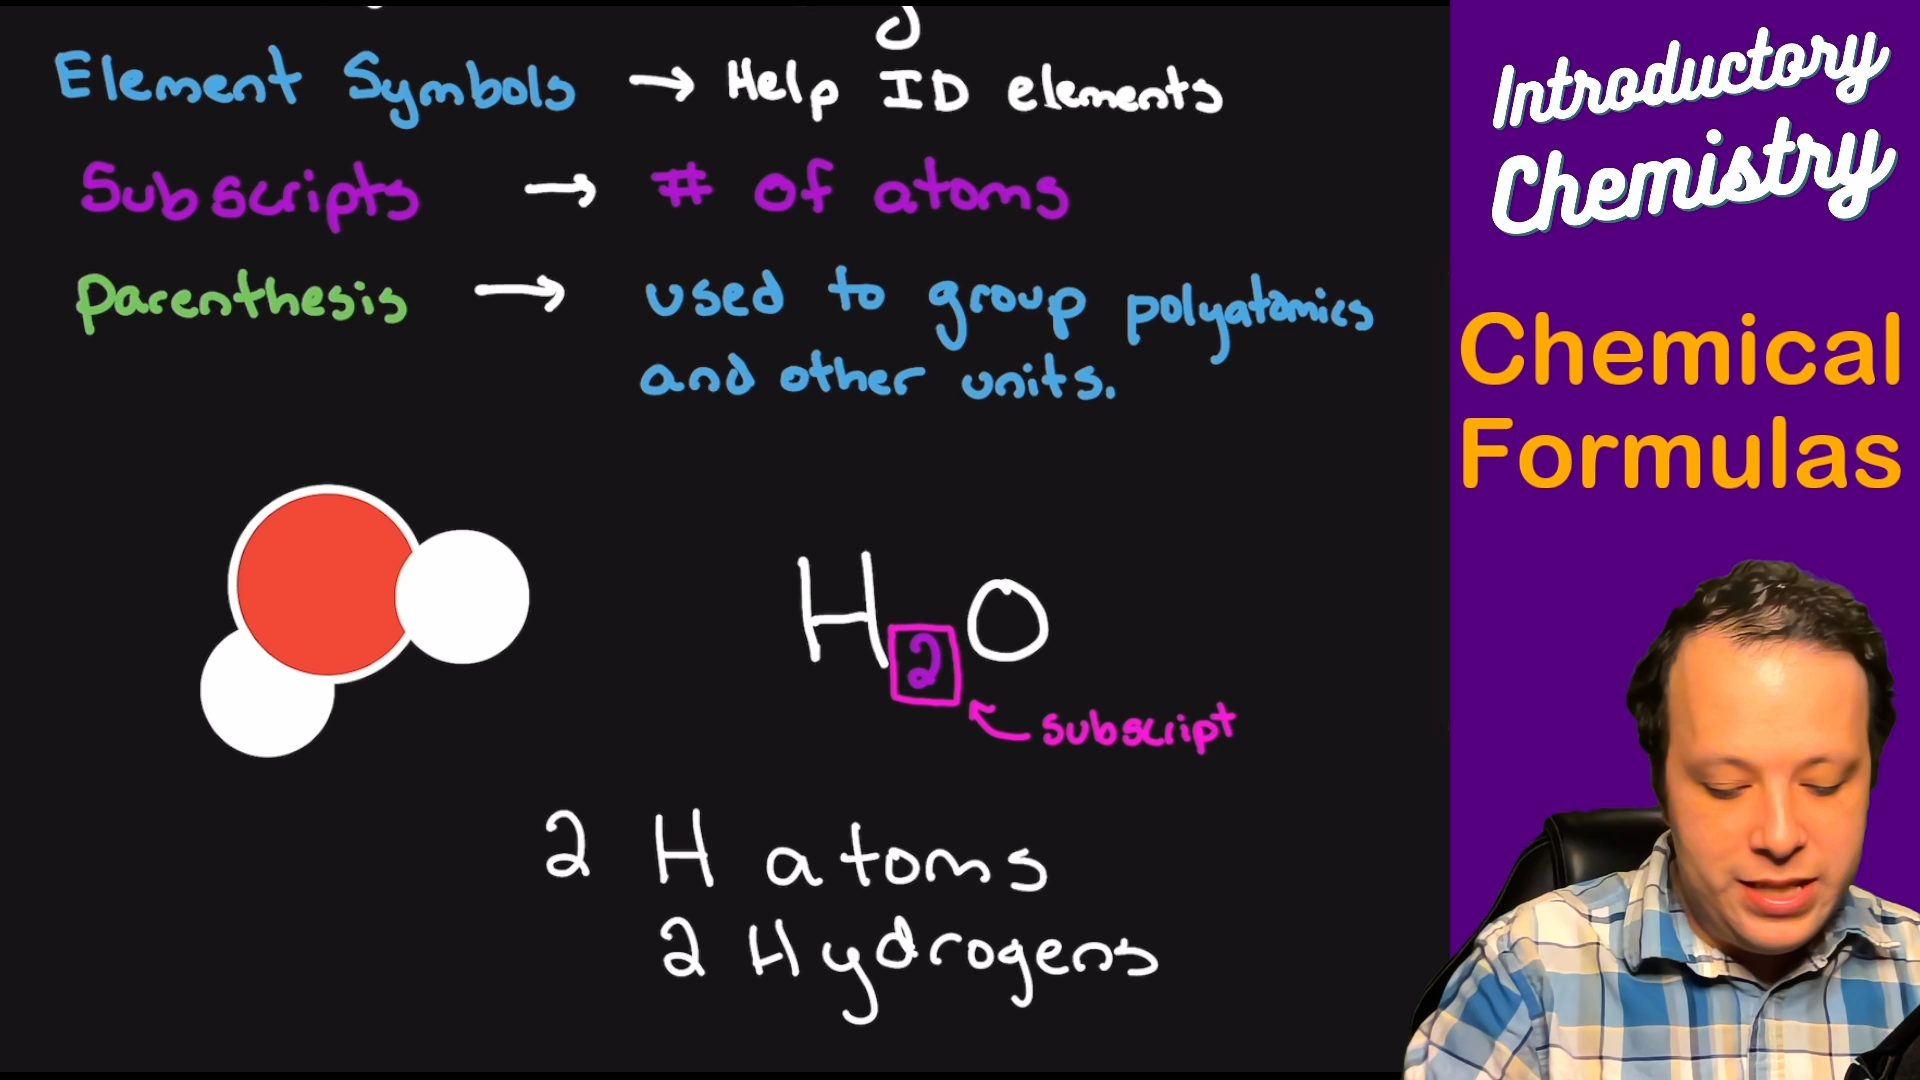 Element Symbols → Help ID elements
Subscripts → # of atoms
Parenthesis → used to group polyatomics
and other units.
H₂O
subscript
2 H atoms
2 Hydrogens
Introductory
Chemistry
Chemical
Formulas